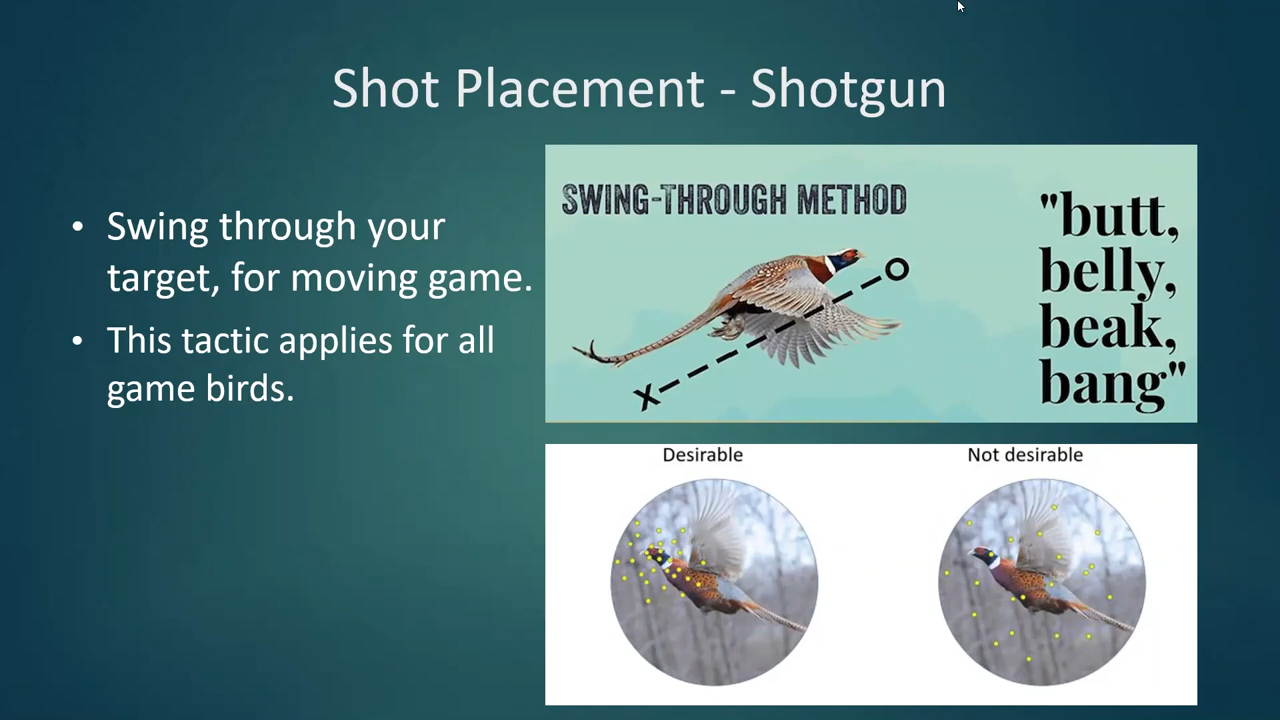 Shot Placement - Shotgun
• Swing through your
target, for moving game.
• This tactic applies for all
game birds.
SWING-THROUGH METHOD
X
O
"butt,
belly,
beak,
bang"
Desirable
Not desirable